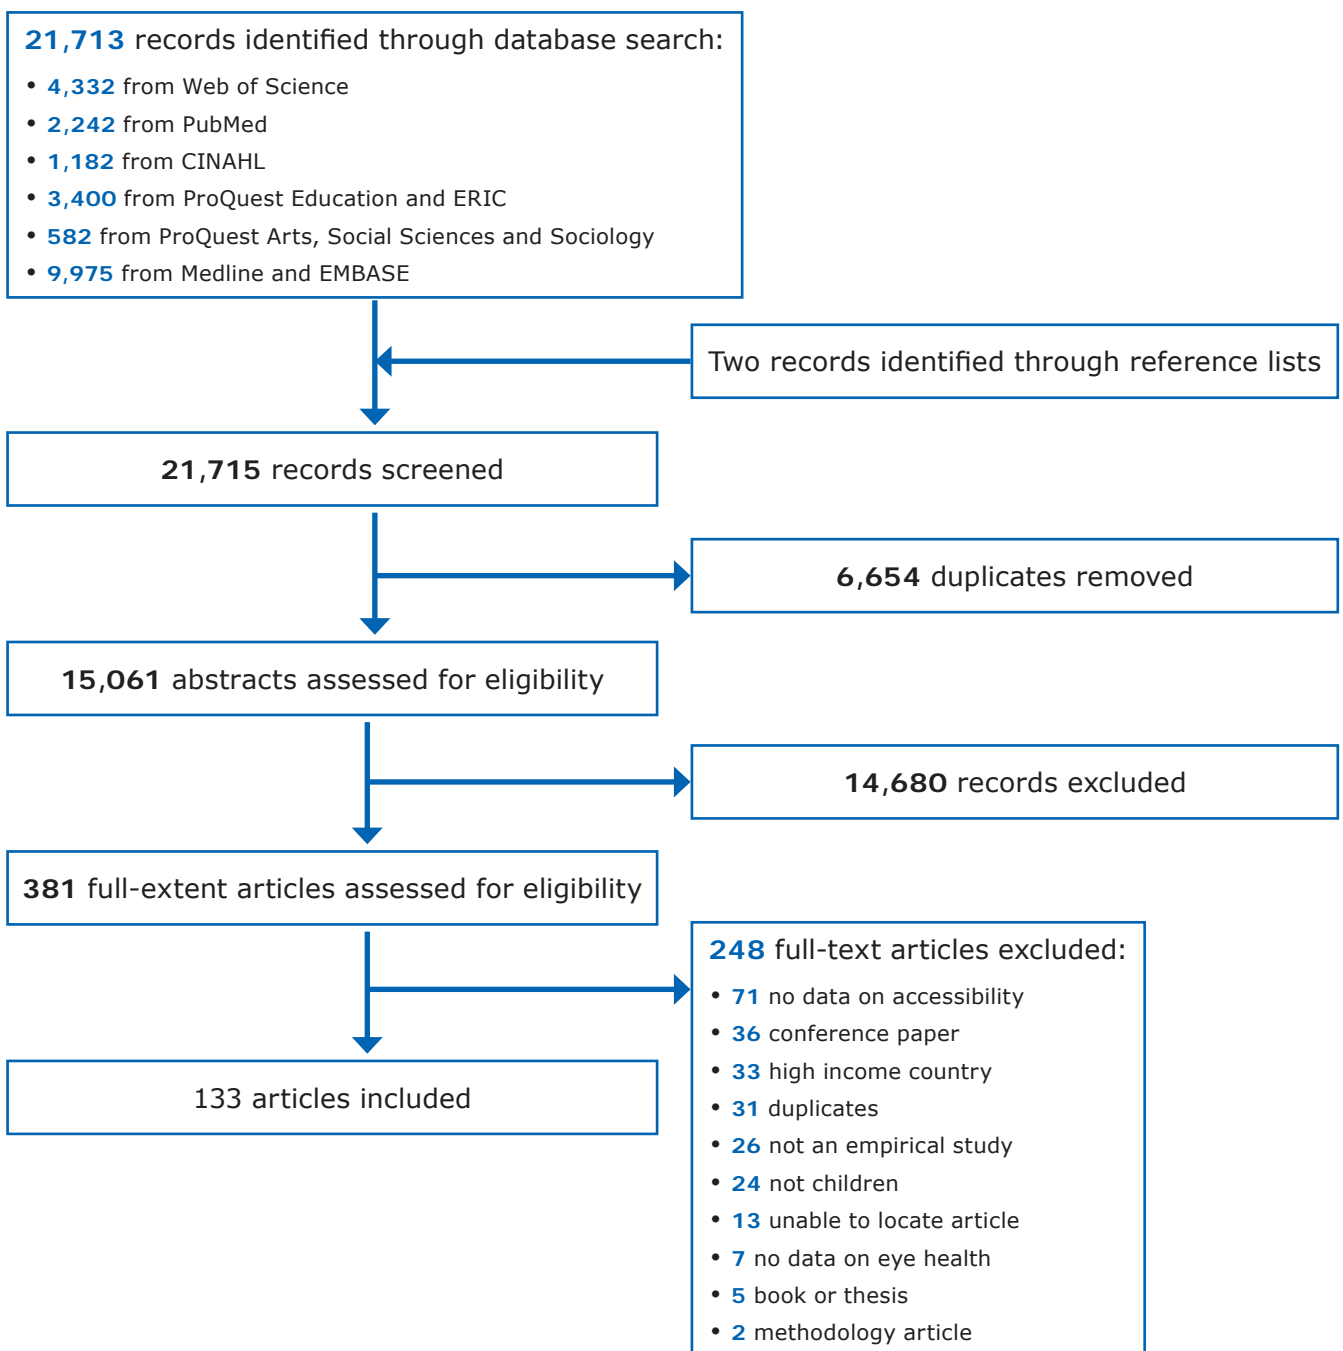 21,713 records identified through database search:
• 4,332 from Web of Science
• 2,242 from PubMed
• 1,182 from CINAHL
• 3,400 from ProQuest Education and ERIC
• 582 from ProQuest Arts, Social Sciences and Sociology
• 9,975 from Medline and EMBASE
Two records identified through reference lists
21,715 records screened
6,654 duplicates removed
15,061 abstracts assessed for eligibility
14,680 records excluded
381 full-extent articles assessed for eligibility
248 full-text articles excluded:
• 71 no data on accessibility
• 36 conference paper
• 33 high income country
• 31 duplicates
• 26 not an empirical study
• 24 not children
• 13 unable to locate article
• 7 no data on eye health
• 5 book or thesis
• 2 methodology article
133 articles included